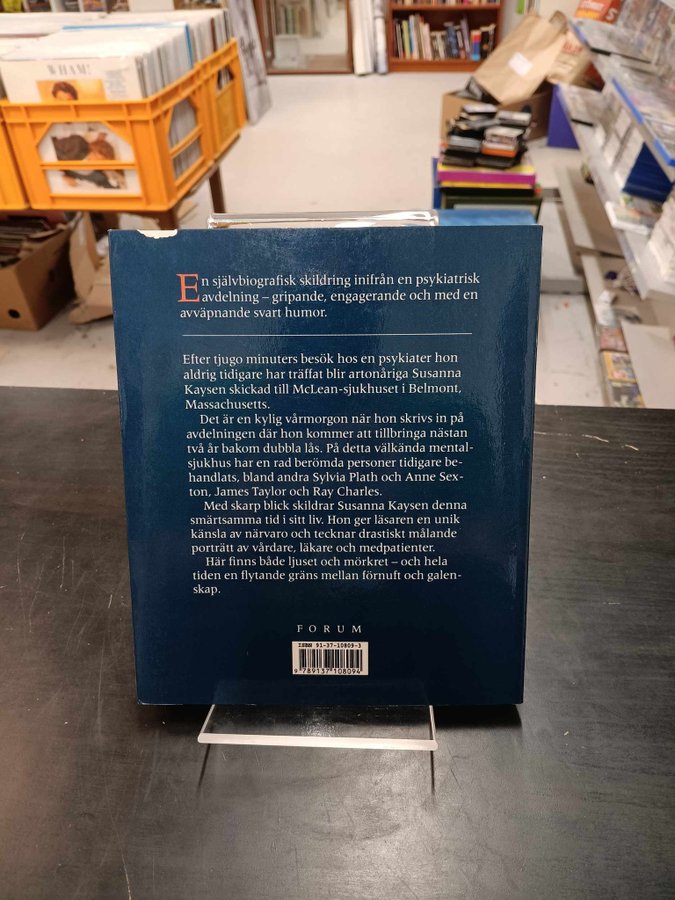 WHAM!
En självbiografisk skildring inifrån en psykiatrisk
avdelning – gripande, engagerande och med en
avväpnande svart humor.
Efter tjugo minuters besök hos en psykiater hon
aldrig tidigare har träffat blir artonåriga Susanna
Kaysen skickad till McLean-sjukhuset i Belmont,
Massachusetts.
Det är en kylig vårmorgon när hon skrivs in på
avdelningen där hon kommer att tillbringa nästan
två år bakom dubbla lås. På detta välkända mental-
sjukhus har en rad berömda personer tidigare be-
handlats, bland andra Sylvia Plath och Anne Sex-
ton, James Taylor och Ray Charles.
Med skarp blick skildrar Susanna Kaysen denna
smärtsamma tid i sitt liv. Hon ger läsaren en unik
känsla av närvaro och tecknar drastiskt målande
porträtt av vårdare, läkare och medpatienter.
Här finns både ljuset och mörkret – och hela
tiden en flytande gräns mellan förnuft och galen-
skap.
FORUM
ISBN 91-37-10809-3
9 789137 108094